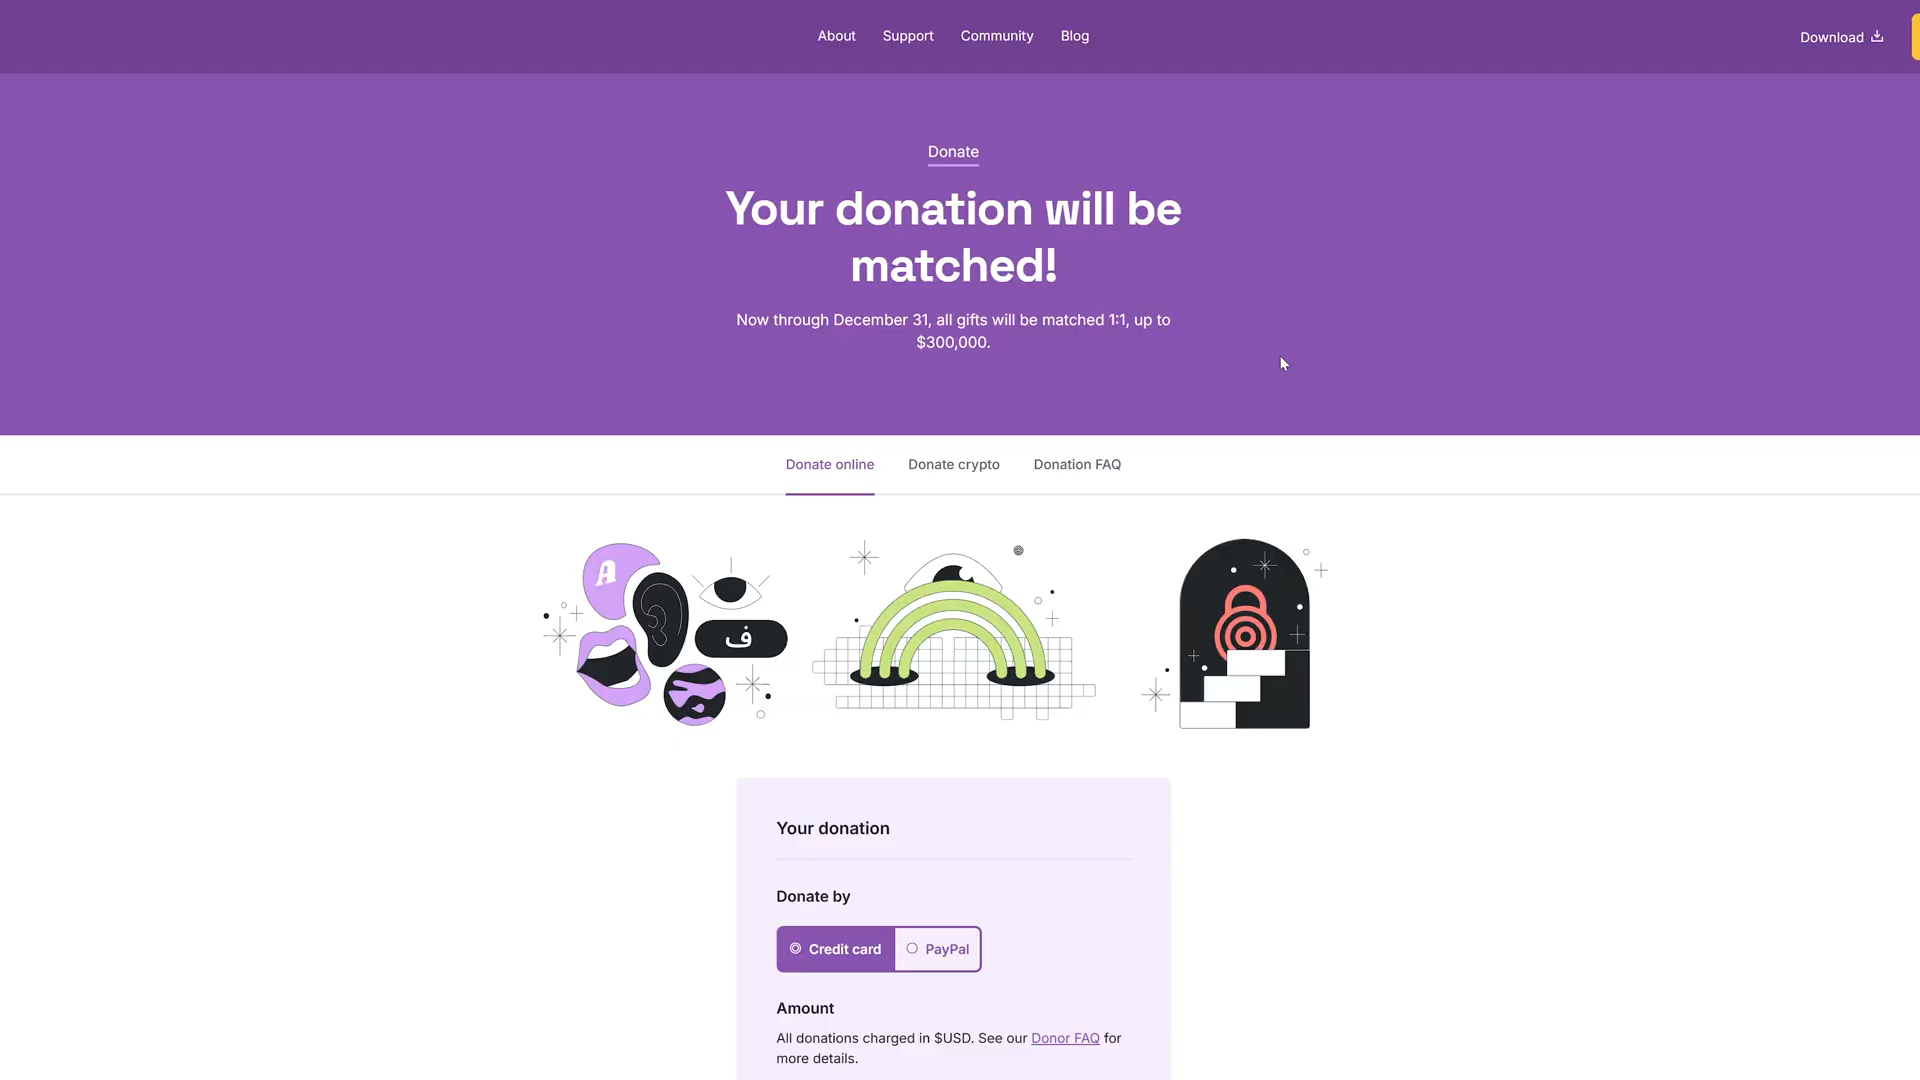 About
Support
Community
Blog
Download
Donate
Your donation will be
matched!
Now through December 31, all gifts will be matched 1:1, up to
$300,000.
Donate online
Donate crypto
Donation FAQ
A
ف
Your donation
Donate by
Credit card
PayPal
Amount
All donations charged in $USD. See our Donor FAQ for
more details.